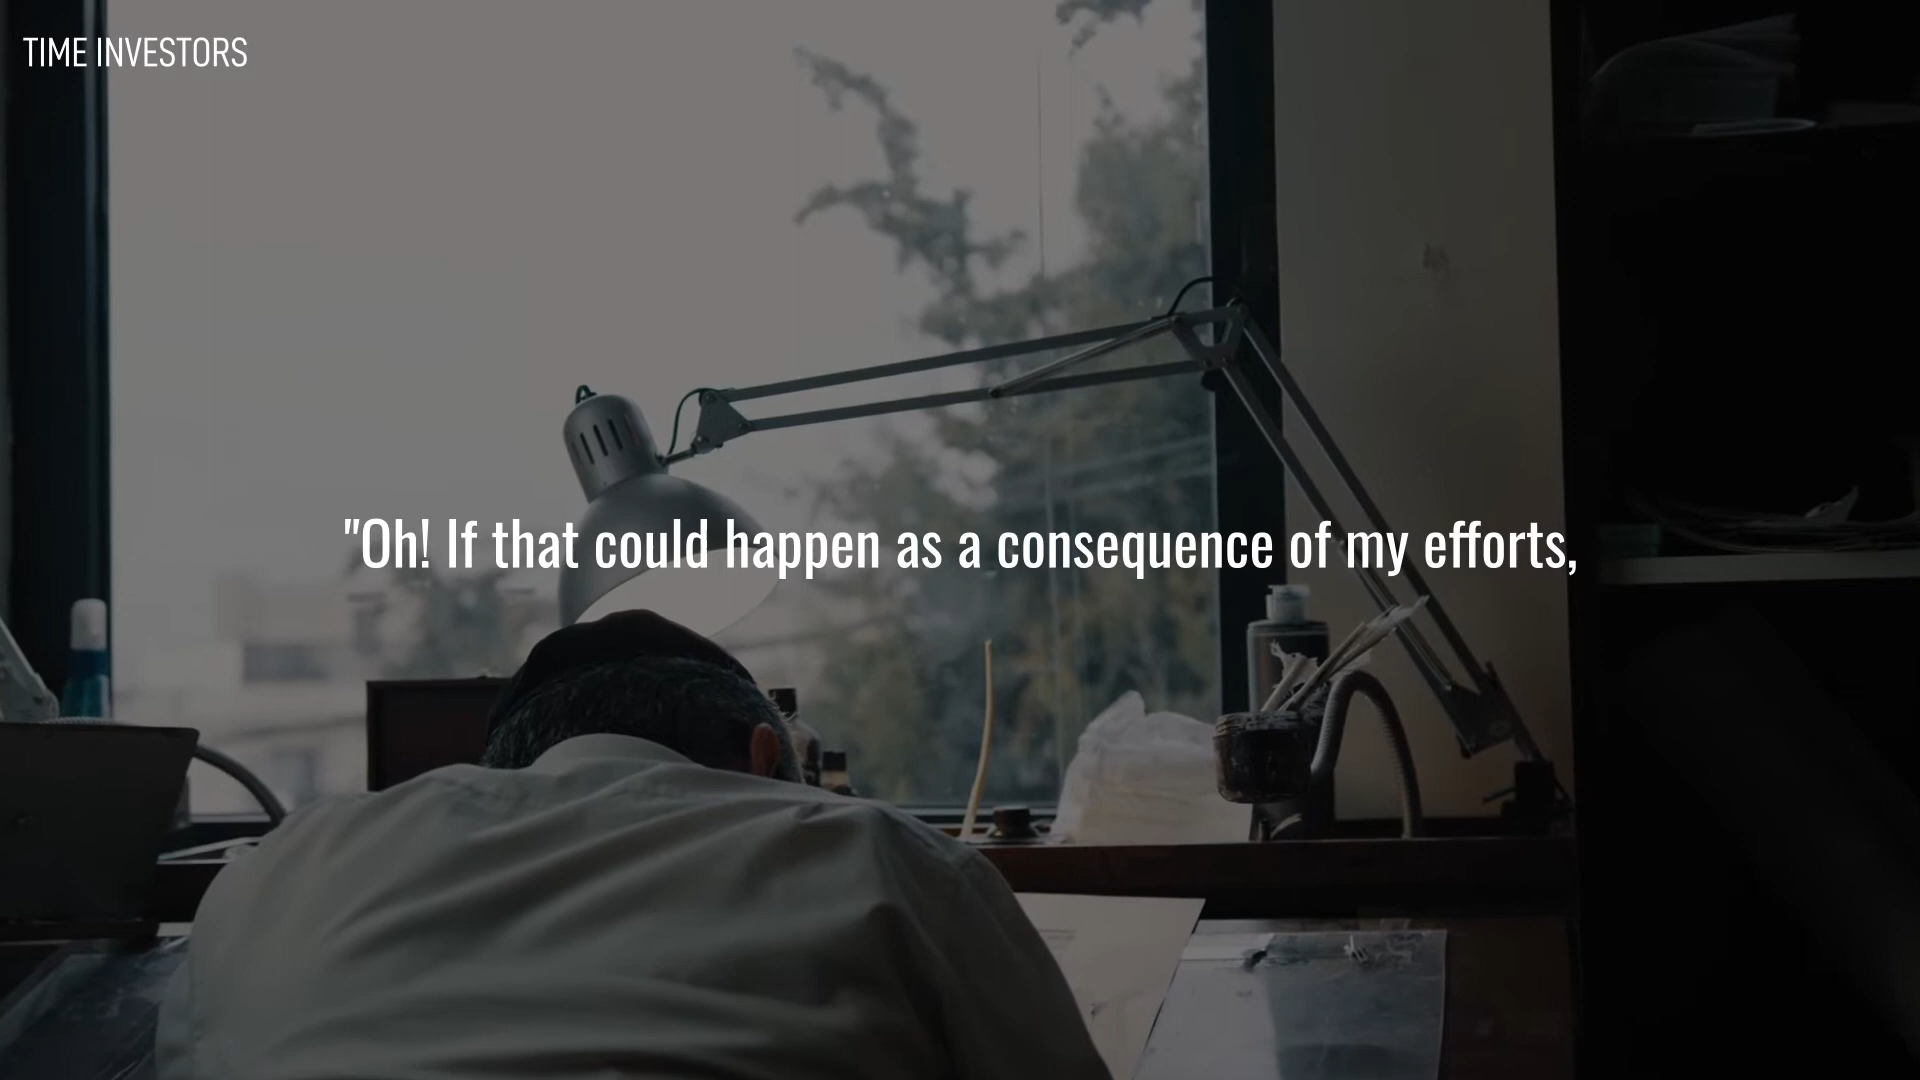 TIME INVESTORS
"Oh! If that could happen as a consequence of my efforts,